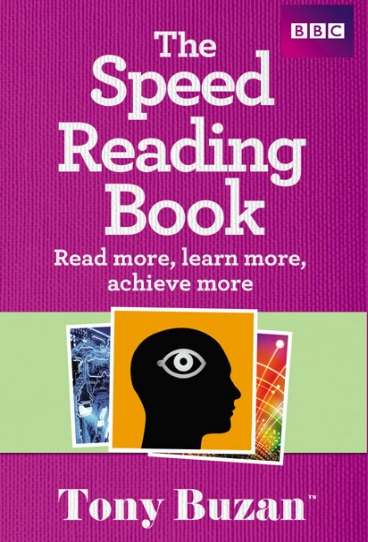 BBC
The
Speed
Reading
Book
Read more, learn more,
achieve more
Tony Buzan™